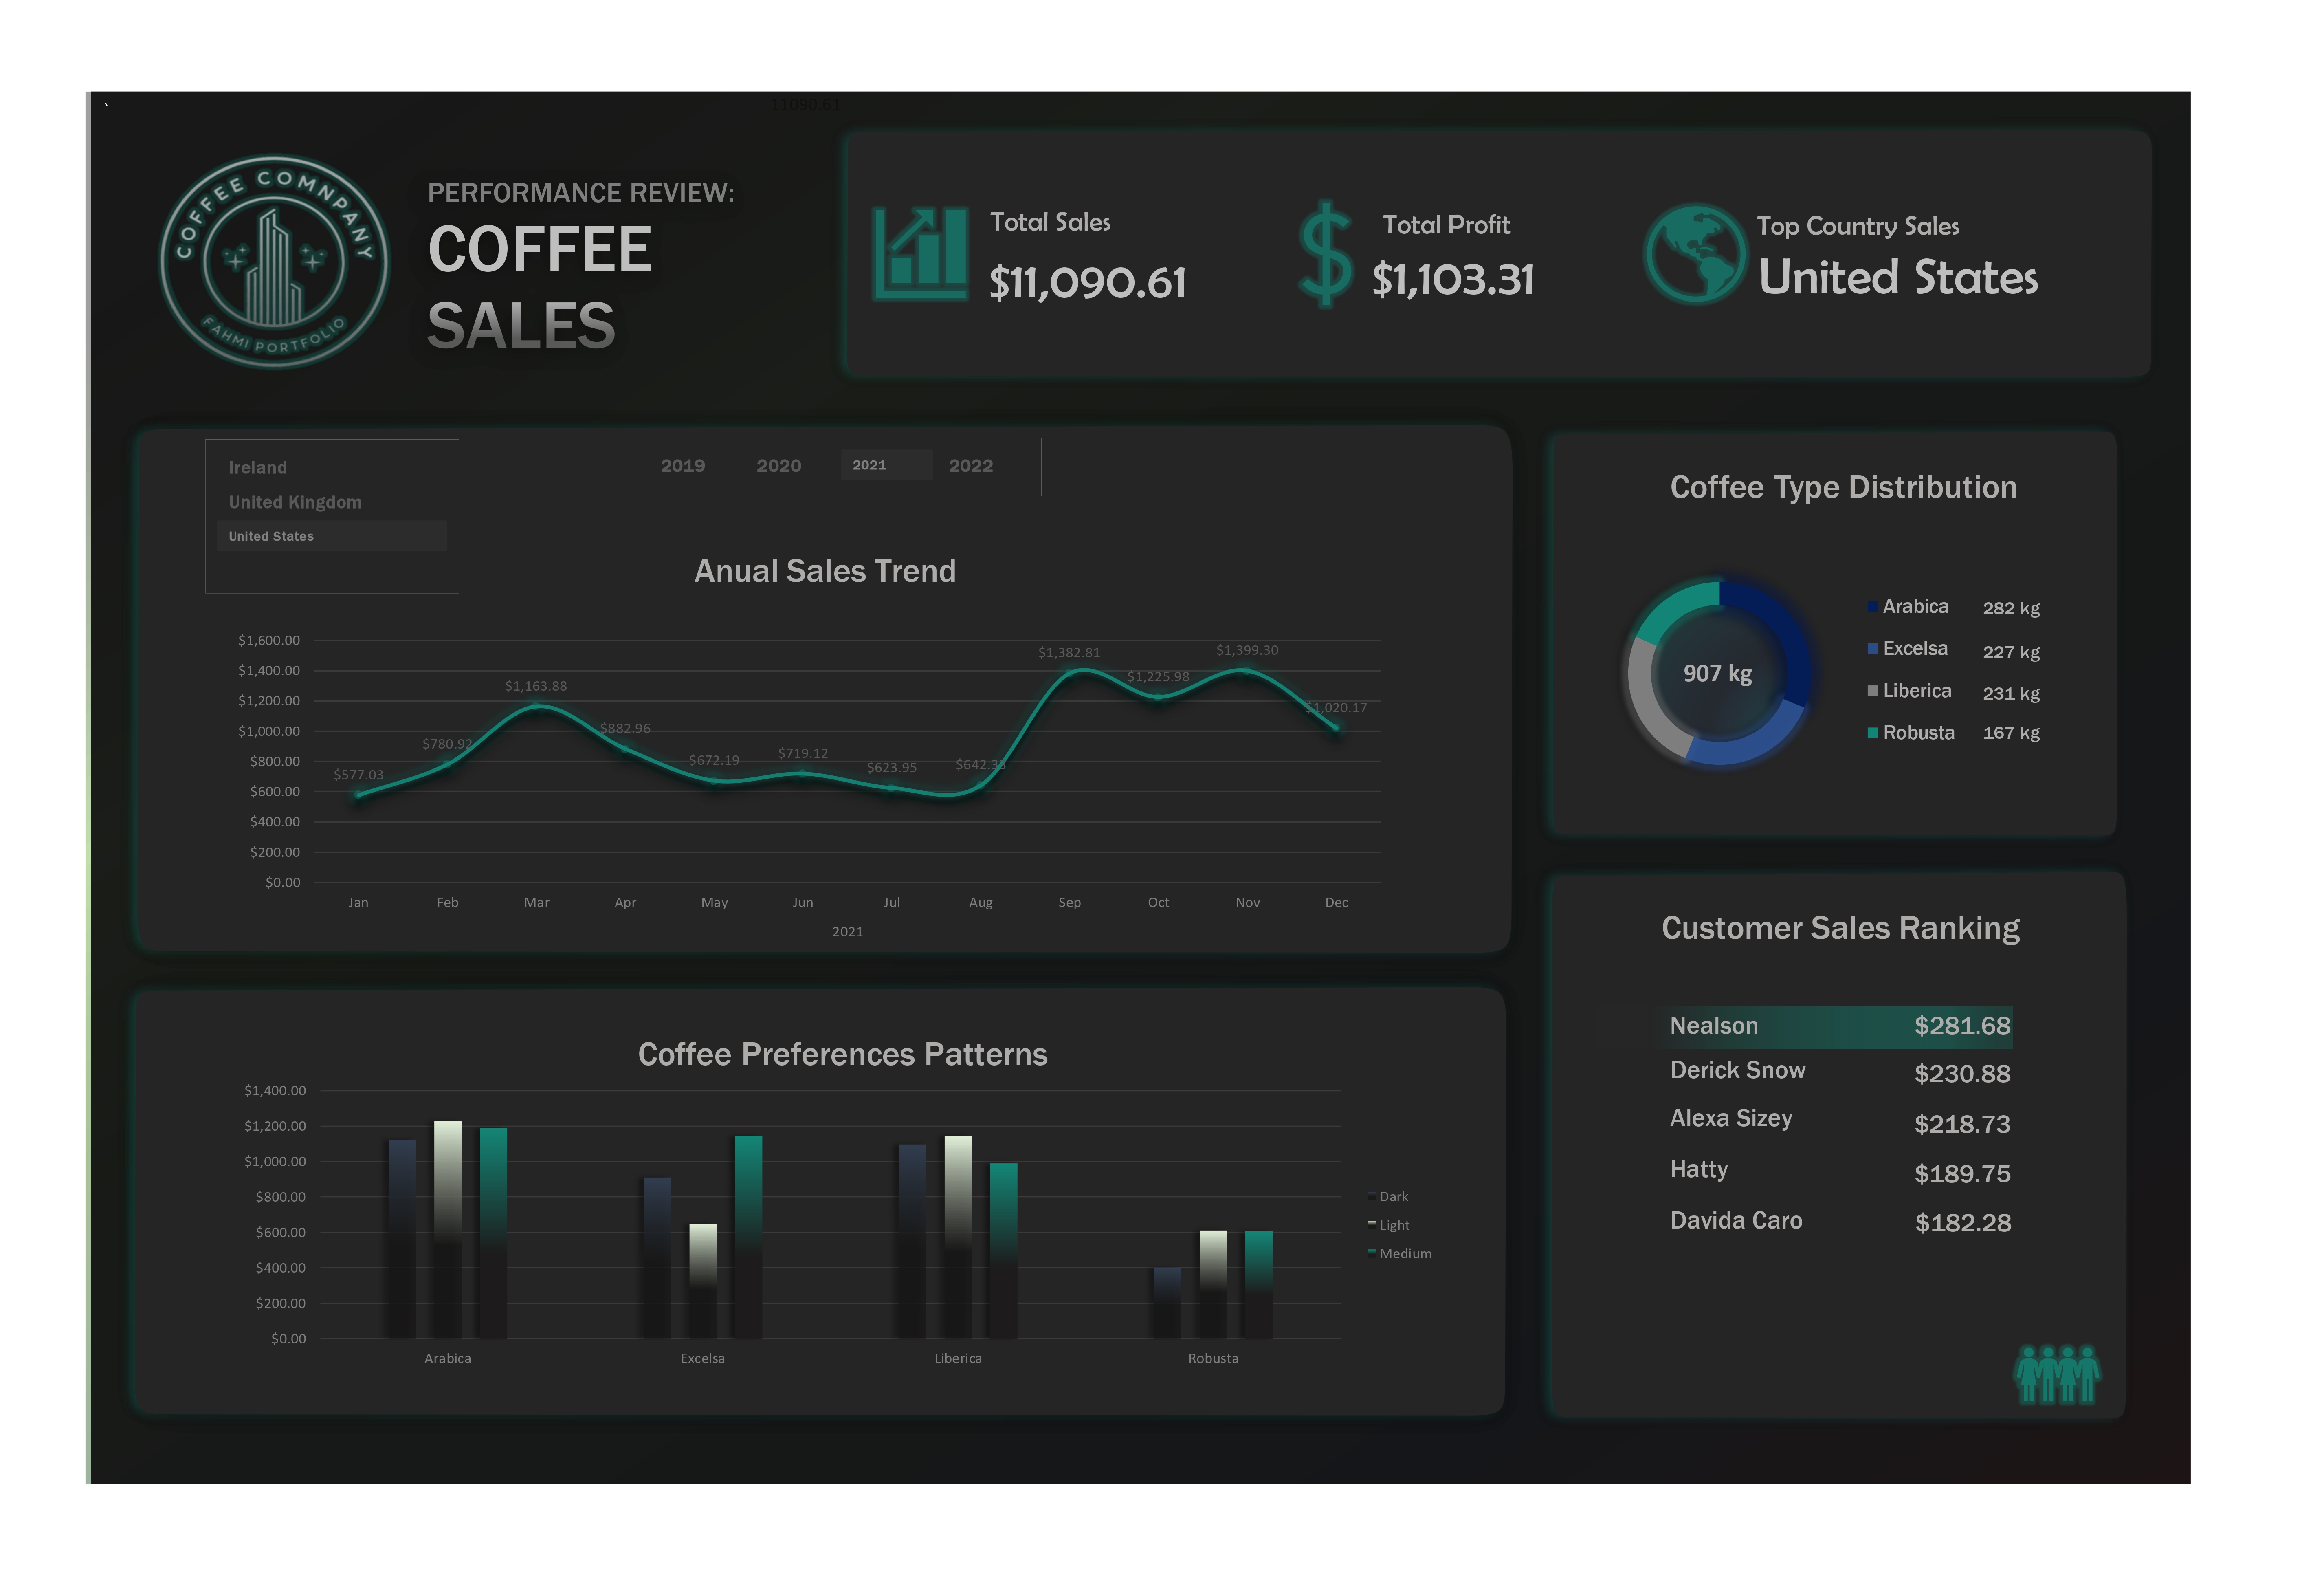 `
11090.61
COFFEE COMNPANY
FAHMI PORTFOLIO
PERFORMANCE REVIEW:
COFFEE
SALES
Total Sales
$11,090.61
Total Profit
$1,103.31
Top Country Sales
United States
Ireland
United Kingdom
United States
2019 2020 2021 2022
Anual Sales Trend
$1,600.00
$1,400.00
$1,200.00
$1,000.00
$800.00
$600.00
$400.00
$200.00
$0.00
$577.03
$780.92
$1,163.88
$882.96
$672.19
$719.12
$623.95
$1,382.81
$1,225.98
$1,399.30
$1,020.17
Jan Feb Mar Apr May Jun Jul Aug Sep Oct Nov Dec
2021
Coffee Type Distribution
907 kg
Arabica 282 kg
Excelsa 227 kg
Liberica 231 kg
Robusta 167 kg
Coffee Preferences Patterns
$1,400.00
$1,200.00
$1,000.00
$800.00
$600.00
$400.00
$200.00
$0.00
Arabica Excelsa Liberica Robusta
Dark
Light
Medium
Customer Sales Ranking
Nealson $281.68
Derick Snow $230.88
Alexa Sizey $218.73
Hatty $189.75
Davida Caro $182.28